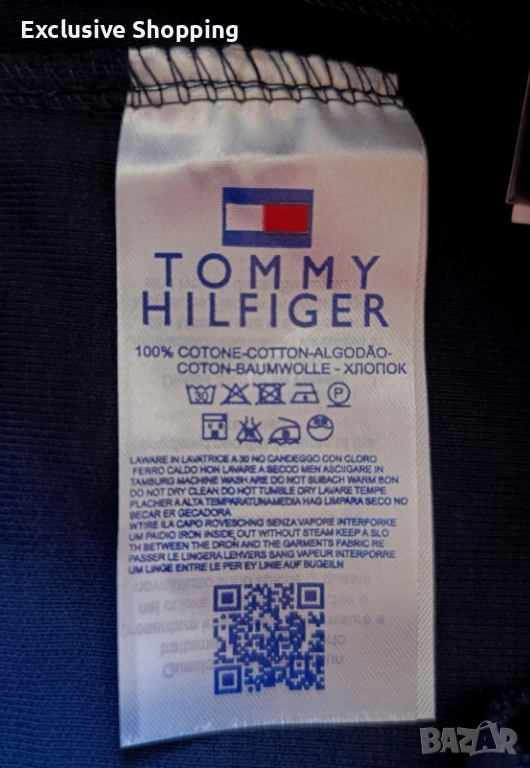 Exclusive Shopping
TOMMY
HILFIGER
100% COTONE-COTTON-ALGODÃO-
COTON-BAUMWOLLE - ХЛОПОК
30
P
LAWARE IN LAVATRICE A 30 NO CANDEGGO CON CLORO
FERRO CALDO HON LAVARE A SECCO MEN ASCIIGARE IN
TAMBURG MACHINE WASH ARE DO NOT SUBACH WARM BON
DO NOT DRY CLEAN DO NOT TUMBLE DRY LAVARE TEMPE
PLACHER A ALTA TEMPARATUNAMEDIA HAG LIMPARA SECO NO
BECAR ER GECADORA
WTIRE ILA CAPO ROVESCHNG SENZA VAPORE INTERFORKE
UM PAIDIO IRON INSIDE OUT WITHOUT STEAM KEEP A SLO
TH BETWEEN THE DRON AND THE GARMENTS FABRIC RE
PASSER LE LINGERA LEHVERS SANG VAPEUR INTERPORRE
UM LINGE ENTRE LE PER EY LINIE AUF BUGEILN
BAZAR